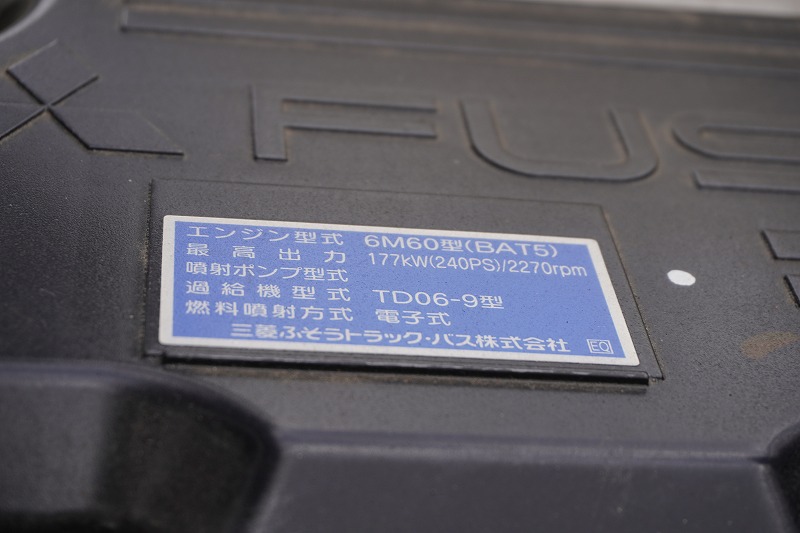 FUS
エンジン型式 6M60型(BAT5)
最高出力 177kW(240PS)/2270rpm
噴射ポンプ型式
過給機型式 TD06-9型
燃料噴射方式 電子式
三菱ふそうトラック・バス株式会社 EO